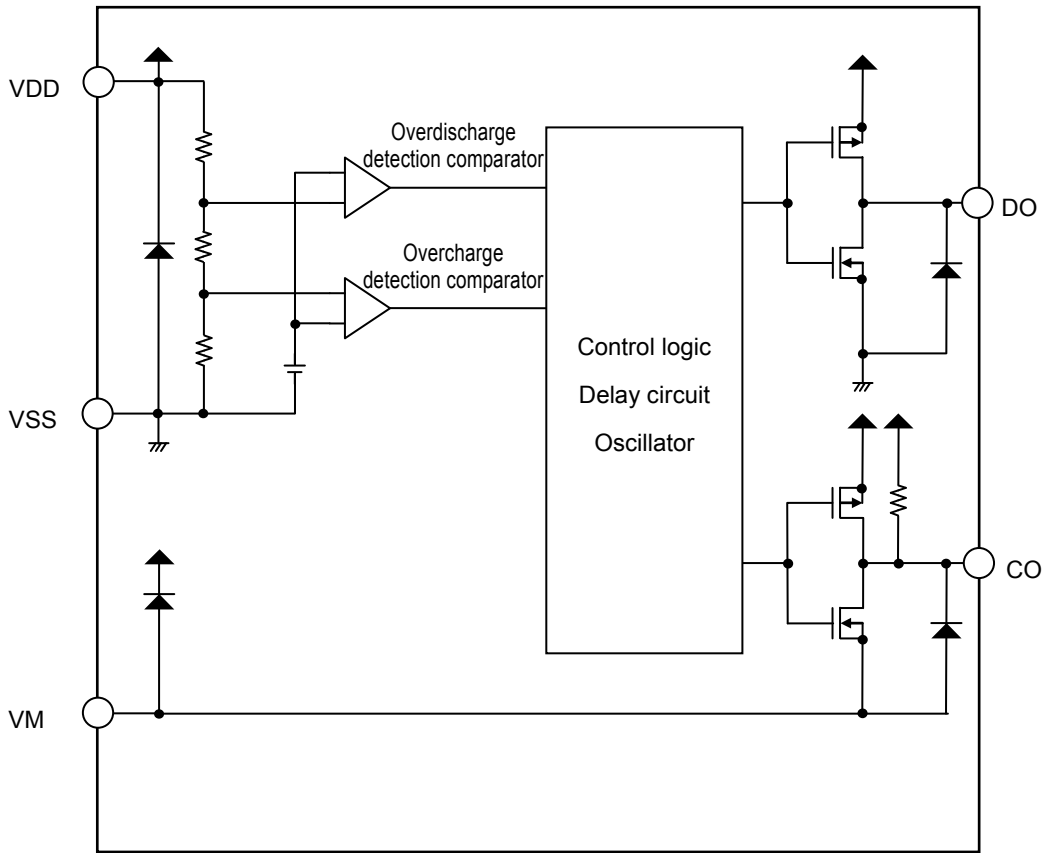 VDD
Overdischarge
detection comparator
DO
Overcharge
detection comparator
Control logic
Delay circuit
Oscillator
VSS
CO
VM